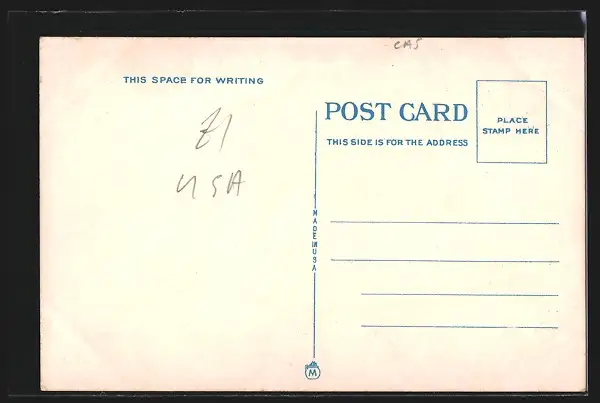 CAS
THIS SPACE FOR WRITING
POST CARD
THIS SIDE IS FOR THE ADDRESS
PLACE
STAMP HERE
£1
USA
MADE IN USA
M